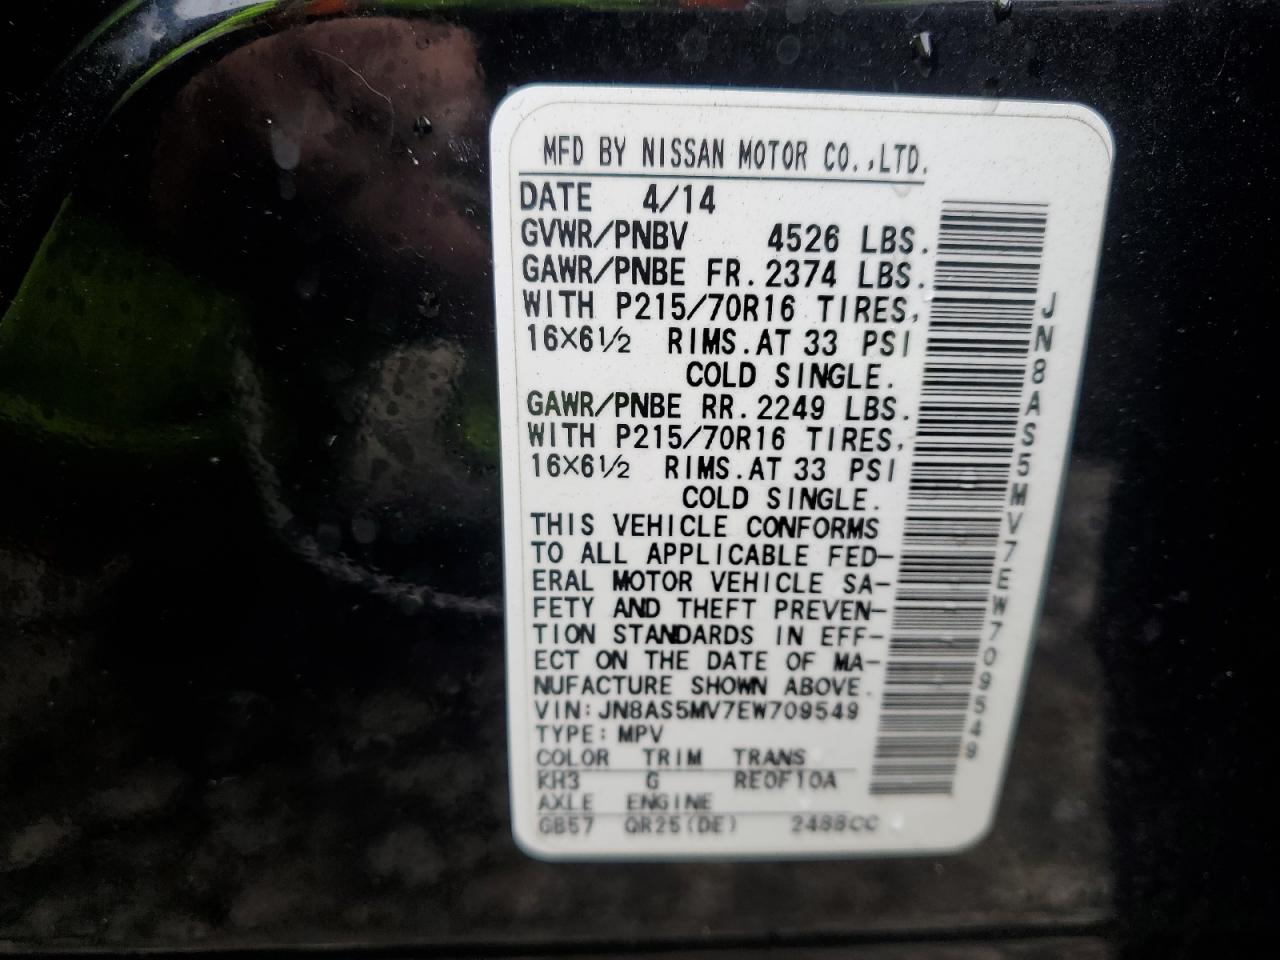 MFD BY NISSAN MOTOR CO.,LTD.
DATE 4/14
GVWR/PNBV 4526 LBS.
GAWR/PNBE FR.2374 LBS.
WITH P215/70R16 TIRES,
16X6½ RIMS.AT 33 PSI
COLD SINGLE.
GAWR/PNBE RR.2249 LBS.
WITH P215/70R16 TIRES,
16X6½ RIMS.AT 33 PSI
COLD SINGLE.
THIS VEHICLE CONFORMS
TO ALL APPLICABLE FED-
ERAL MOTOR VEHICLE SA-
FETY AND THEFT PREVEN-
TION STANDARDS IN EFF-
ECT ON THE DATE OF MA-
NUFACTURE SHOWN ABOVE.
VIN:JN8AS5MV7EW709549
TYPE:MPV
COLOR TRIM TRANS
KH3 G RE0F10A
AXLE ENGINE
GB57 QR25(DE) 2488CC
JN8AS5MV7EW709549